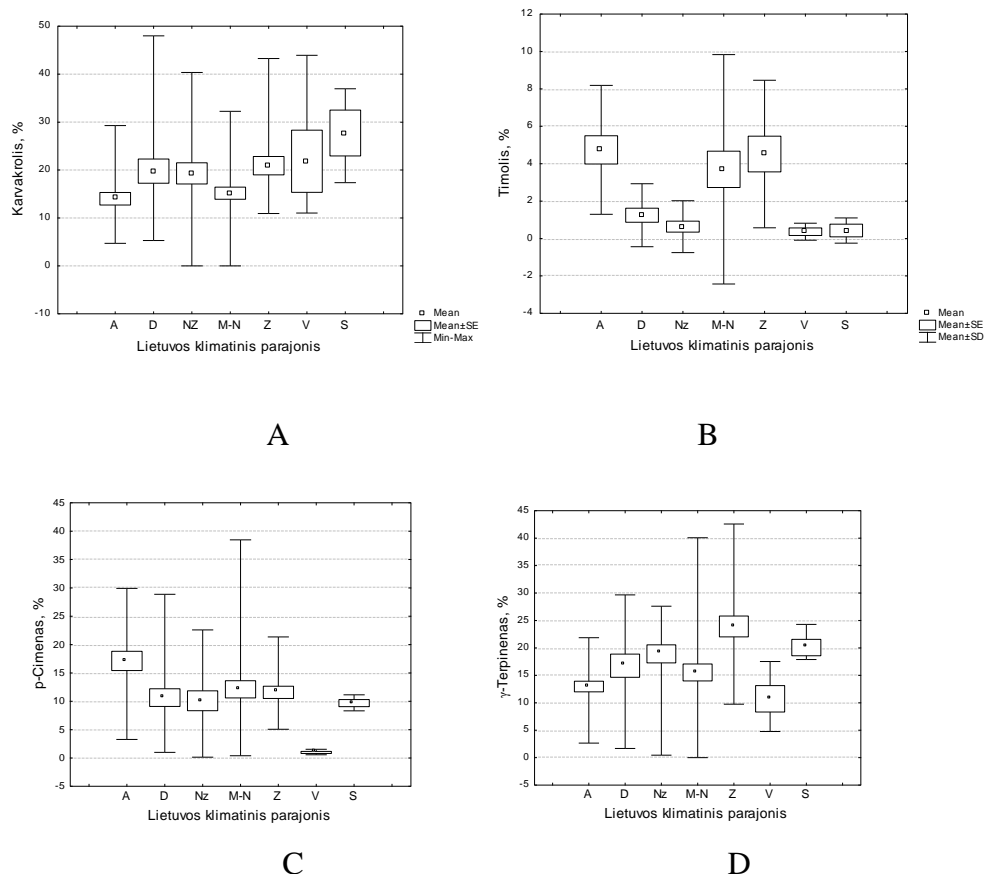 Karvakrolis, %
50
40
30
20
10
0
-10
A D NZ M-N Z V S
Lietuvos klimatinis parajonis
Mean
Mean±SE
Min-Max
A
Timolis, %
12
10
8
6
4
2
0
-2
-4
A D Nz M-N Z V S
Lietuvos klimatinis parajonis
Mean
Mean±SE
Mean±SD
B
p-Cimenas, %
45
40
35
30
25
20
15
10
5
0
-5
A D Nz M-N Z V S
Lietuvos klimatinis parajonis
C
γ-Terpinenas, %
45
40
35
30
25
20
15
10
5
0
-5
A D Nz M-N Z V S
Lietuvos klimatinis parajonis
D